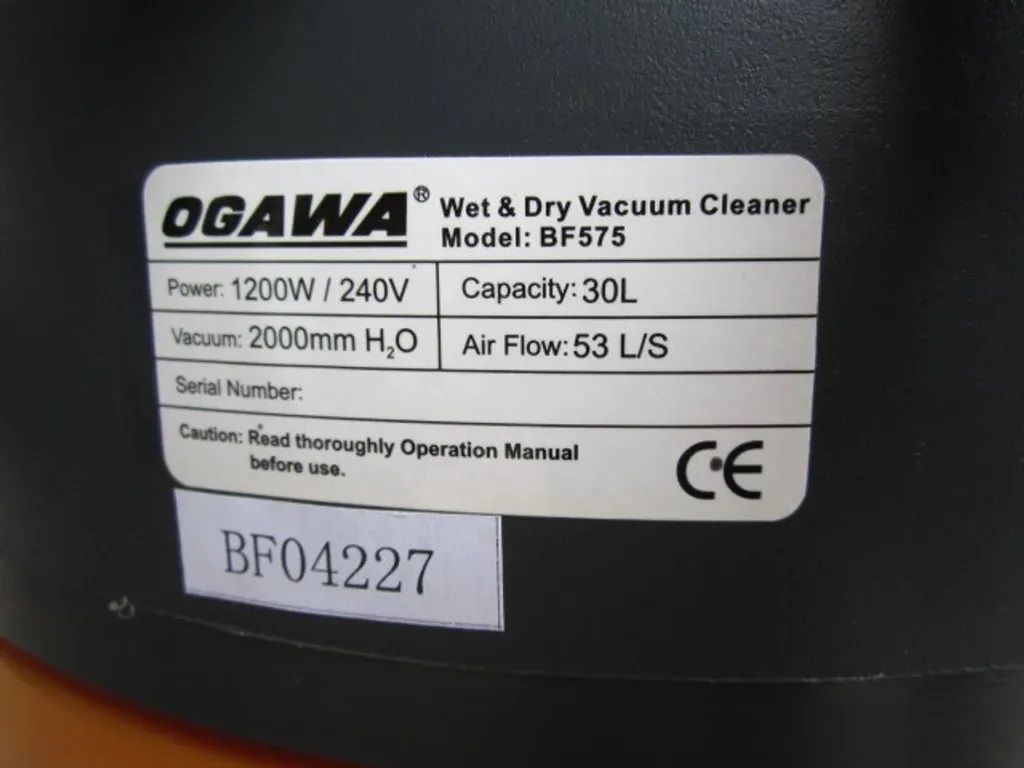 OGAWA® Wet & Dry Vacuum Cleaner
Model: BF575
Power: 1200W / 240V Capacity: 30L
Vacuum: 2000mm H₂O Air Flow: 53 L/S
Serial Number:
Caution: Read thoroughly Operation Manual
before use.
CE
BF04227